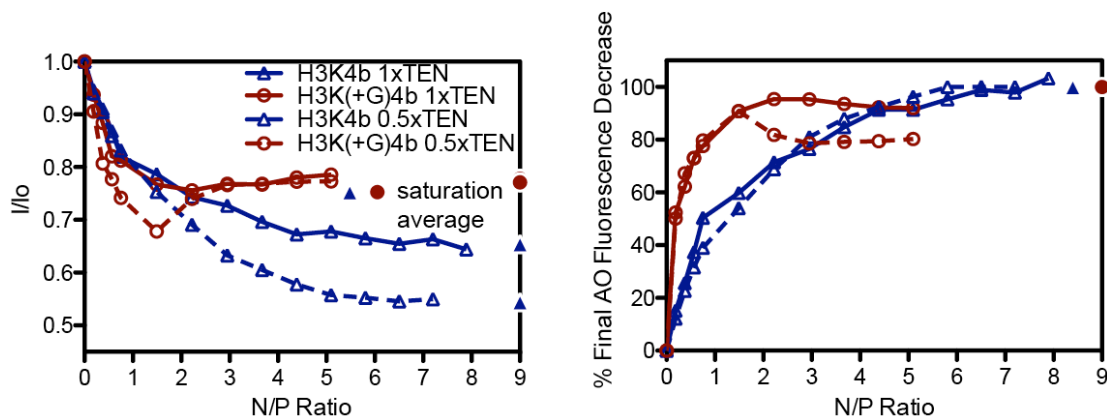 1.0
0.9
0.8
0.7
0.6
0.5
I/Io
0 1 2 3 4 5 6 7 8 9
N/P Ratio
H3K4b 1xTEN
H3K(+G)4b 1xTEN
H3K4b 0.5xTEN
H3K(+G)4b 0.5xTEN
saturation
average
% Final AO Fluorescence Decrease
100
80
60
40
20
0
0 1 2 3 4 5 6 7 8 9
N/P Ratio